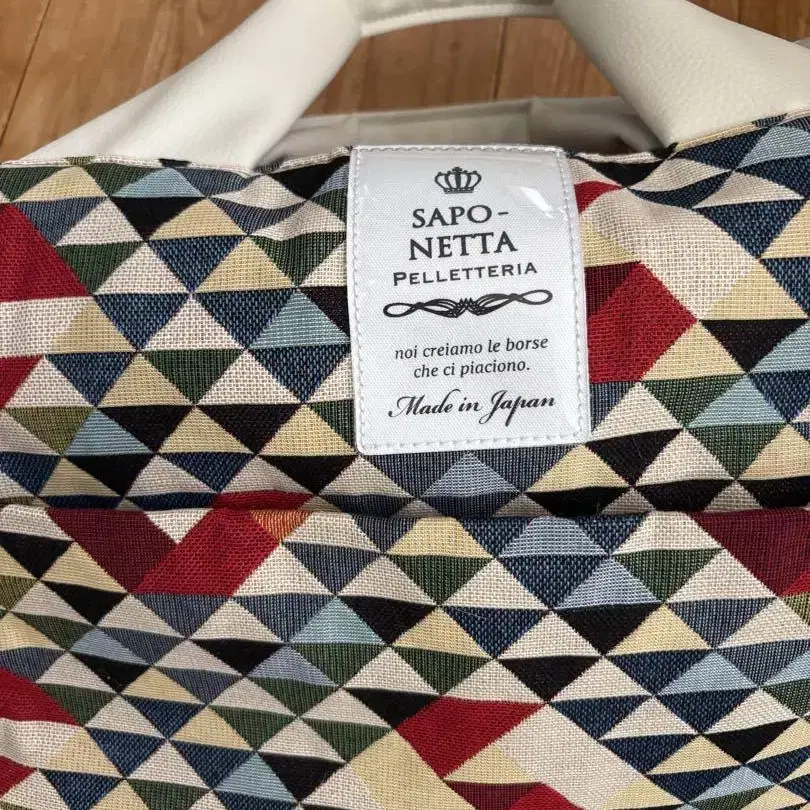 SAPO-
NETTA
PELLETTERIA
noi creiamo le borse
che ci piaciono.
Made in Japan